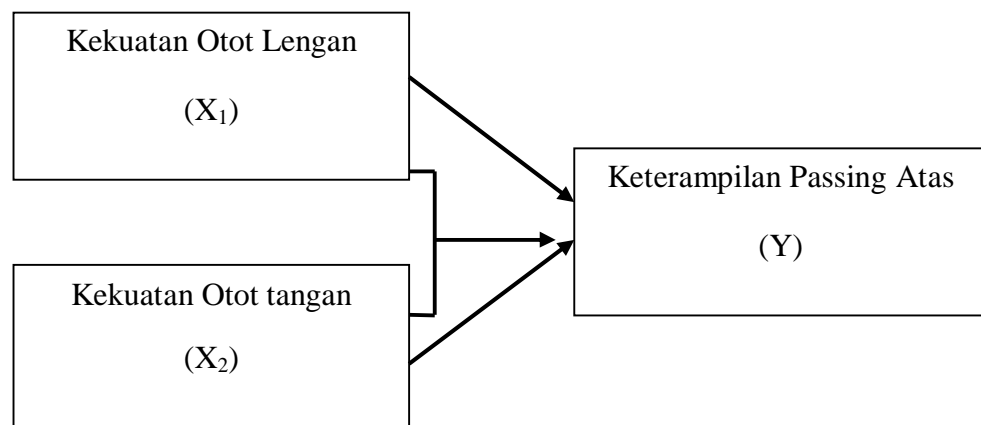 Kekuatan Otot Lengan
(X₁)
Keterampilan Passing Atas
(Y)
Kekuatan Otot tangan
(X₂)